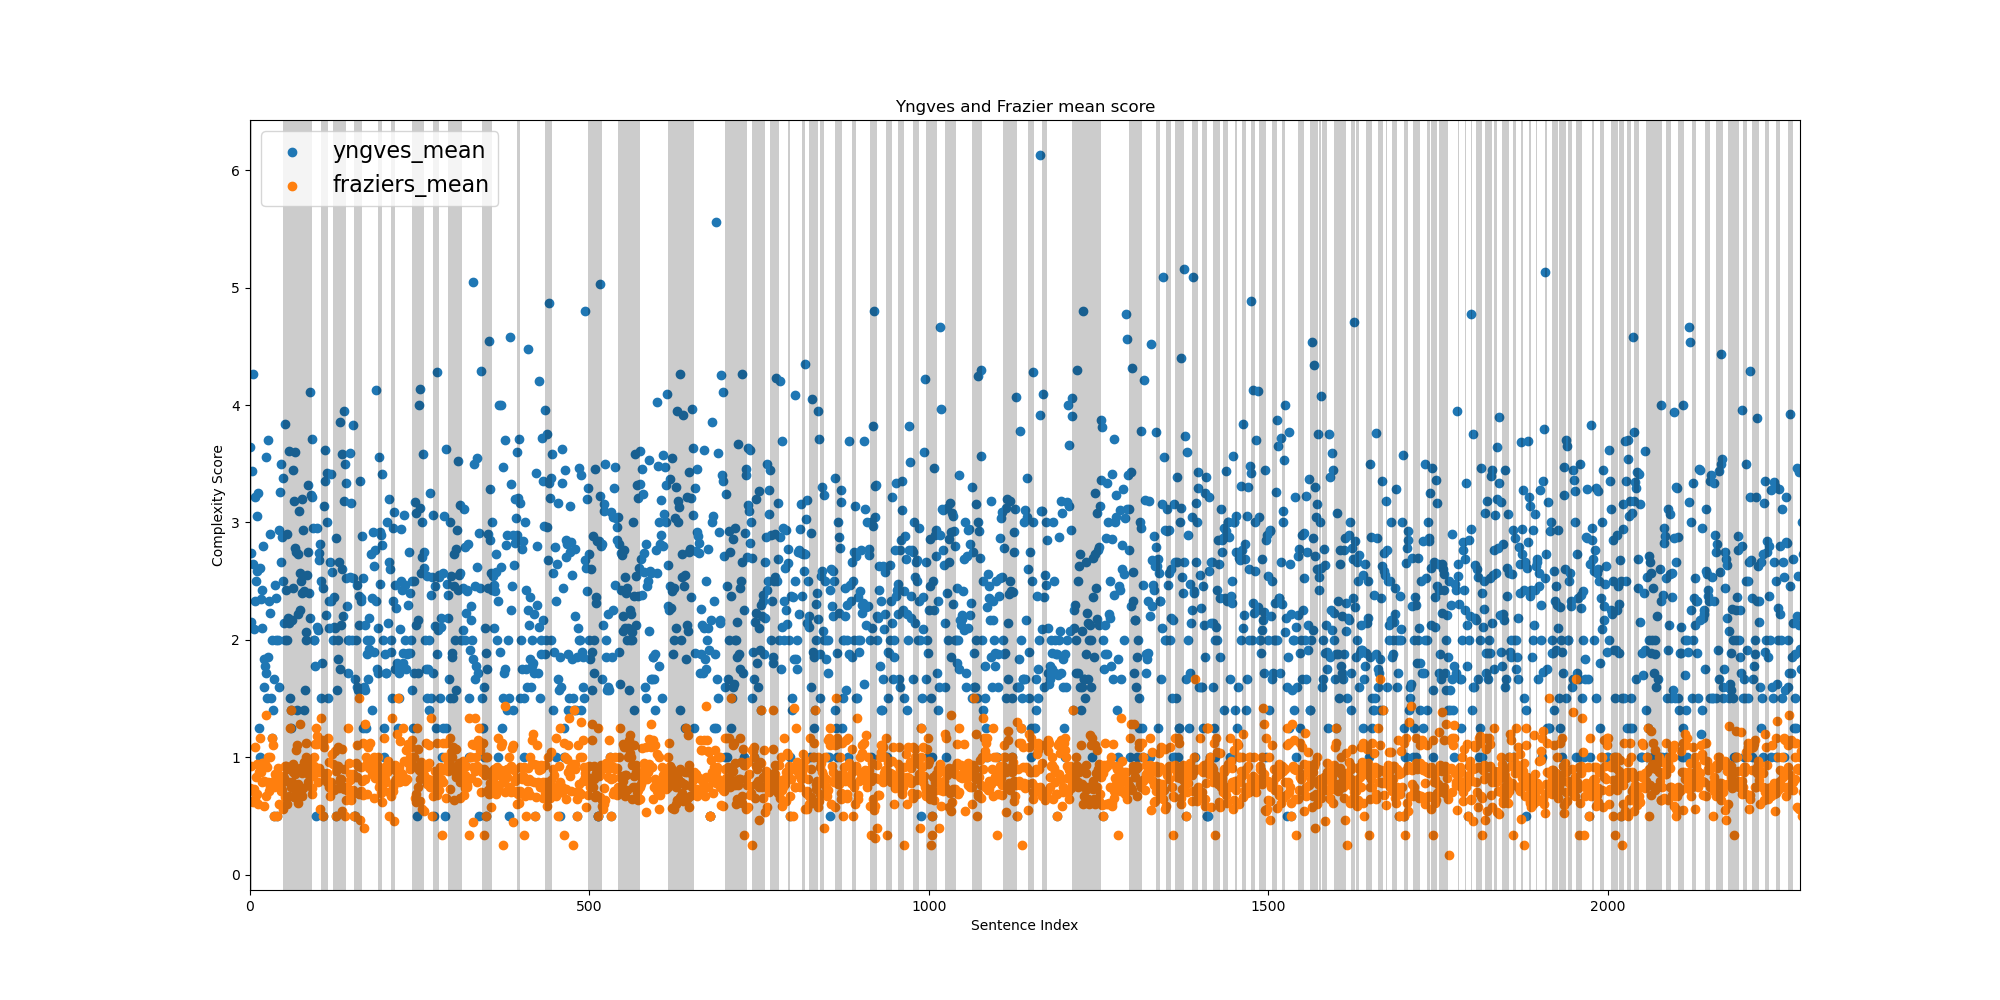 Yngves and Frazier mean score
yngves_mean
fraziers_mean
6
5
4
3
2
1
0
Complexity Score
0 500 1000 1500 2000
Sentence Index